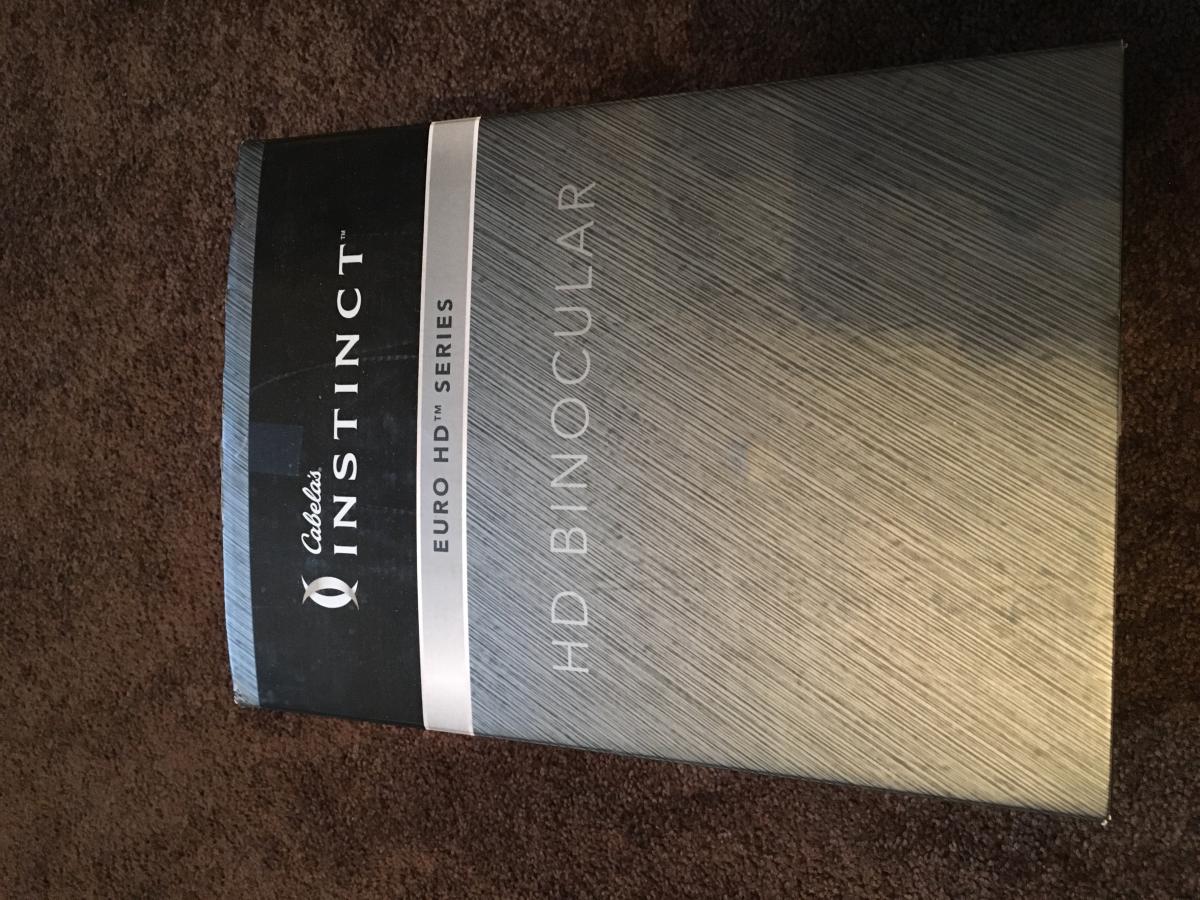 Cabela's
INSTINCT™
EURO HD™ SERIES
HD BINOCULAR